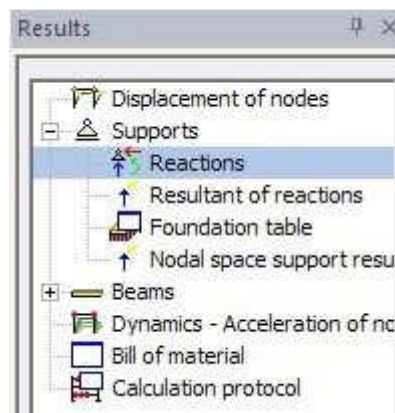 Results
Displacement of nodes
Supports
Reactions
Resultant of reactions
Foundation table
Nodal space support resu
Beams
Dynamics - Acceleration of nc
Bill of material
Calculation protocol